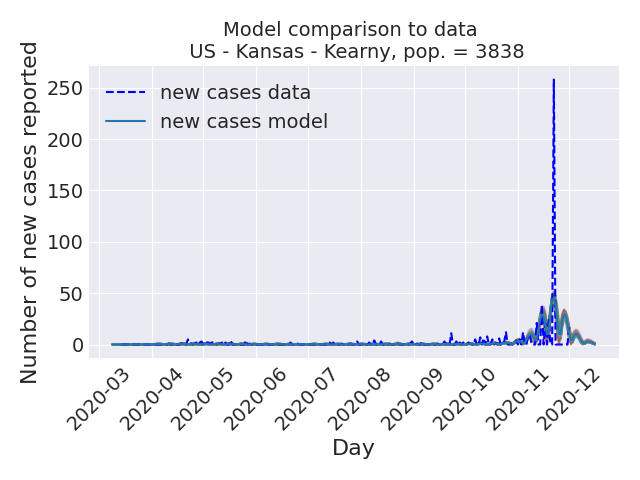 Model comparison to data
US - Kansas - Kearny, pop. = 3838
Number of new cases reported
250
200
150
100
50
0
new cases data
new cases model
2020-03
2020-04
2020-05
2020-06
2020-07
2020-08
2020-09
2020-10
2020-11
2020-12
Day